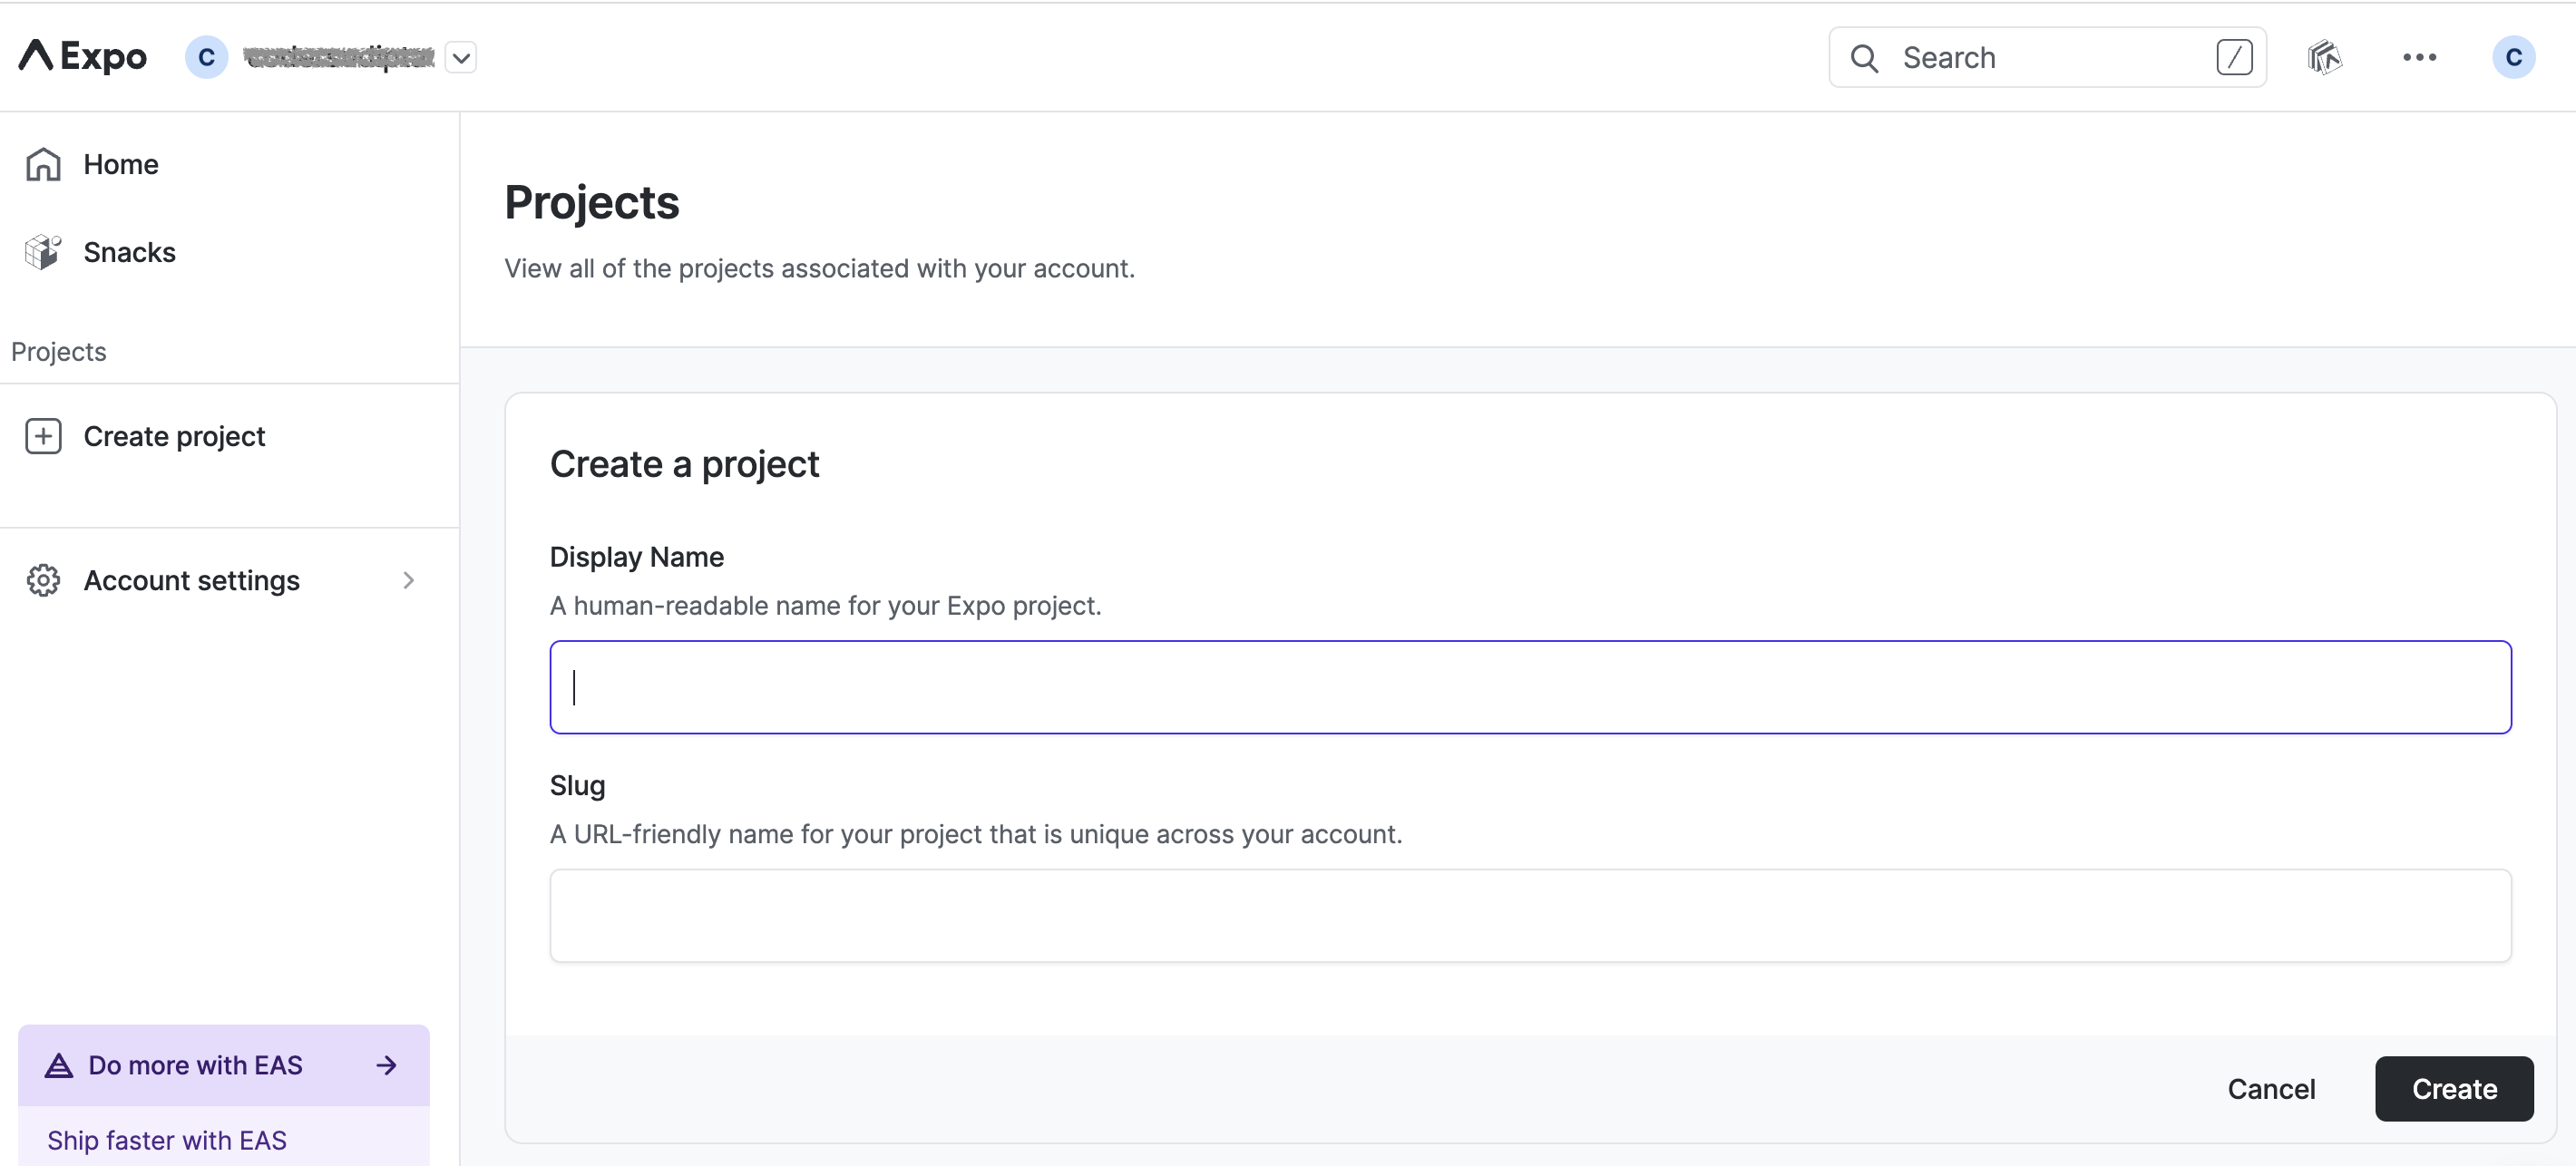 Expo
C
Search
/
C
Home
Snacks
Projects
Create project
Account settings
Do more with EAS
Ship faster with EAS
Projects
View all of the projects associated with your account.
Create a project
Display Name
A human-readable name for your Expo project.
Slug
A URL-friendly name for your project that is unique across your account.
Cancel
Create